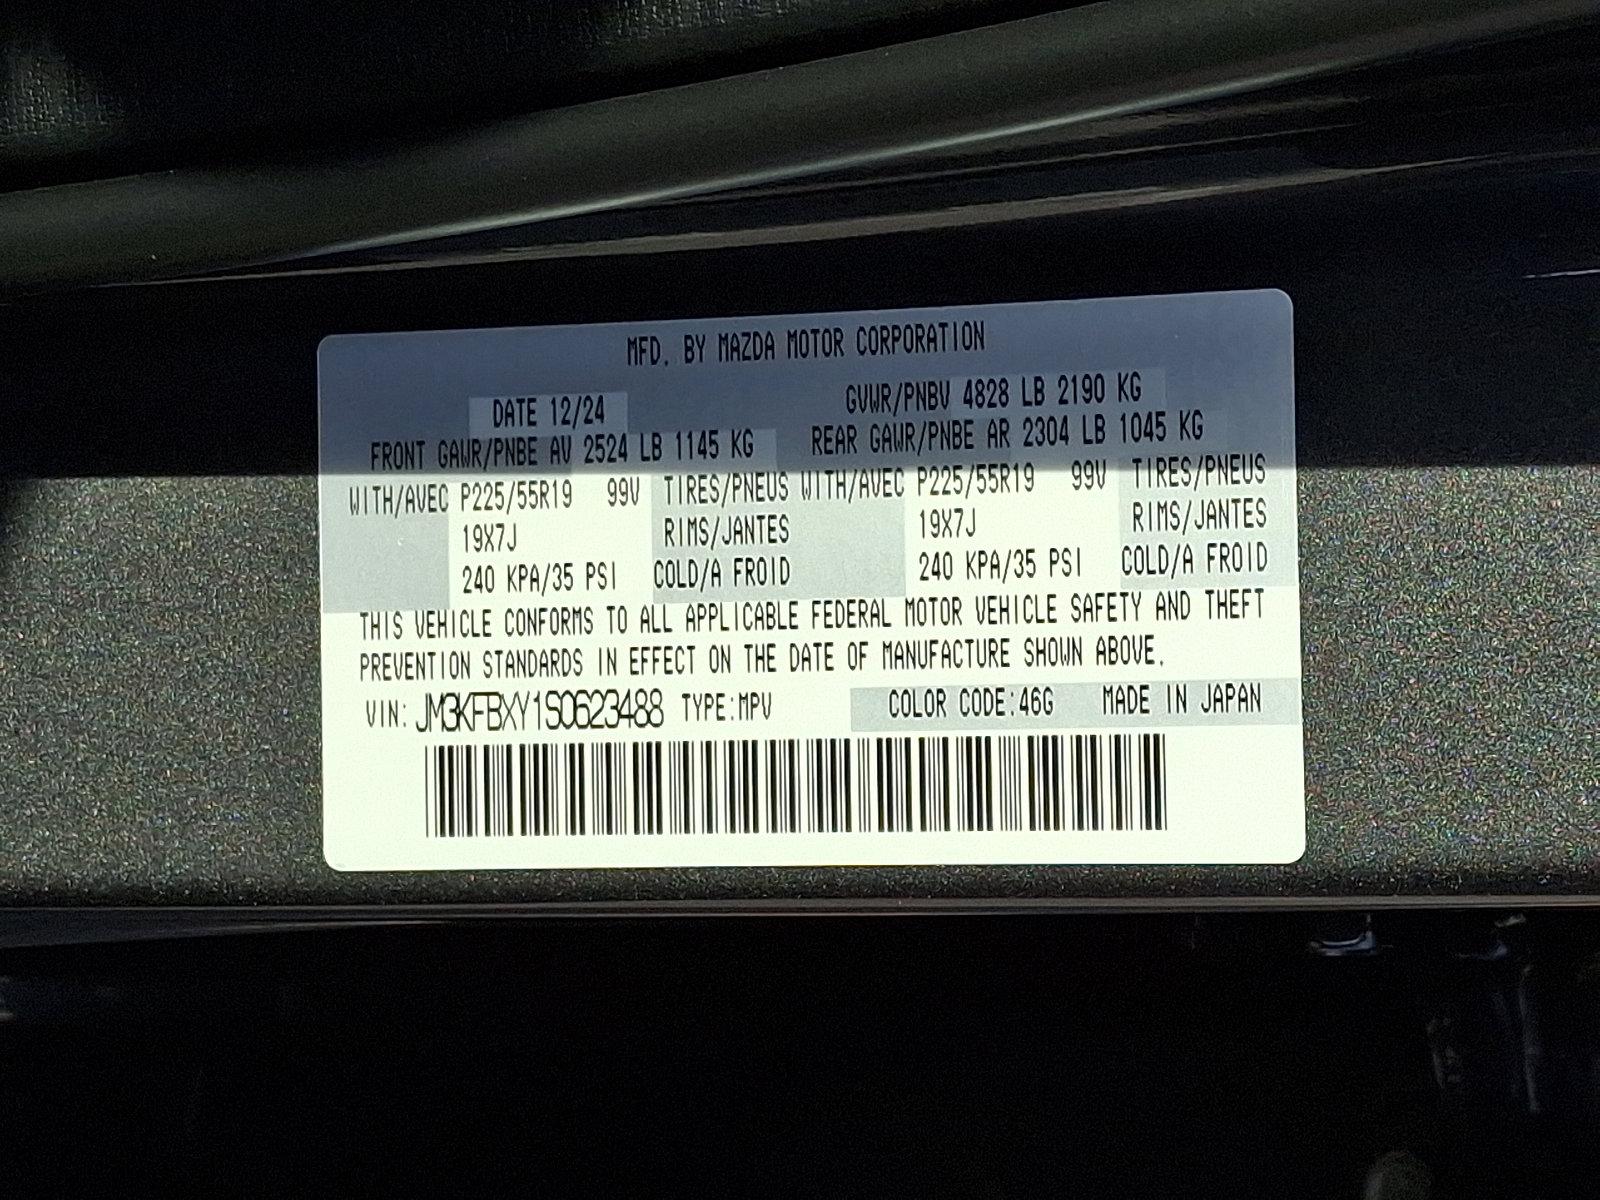 MFD. BY MAZDA MOTOR CORPORATION
DATE 12/24 GVWR/PNBV 4828 LB 2190 KG
FRONT GAWR/PNBE AV 2524 LB 1145 KG REAR GAWR/PNBE AR 2304 LB 1045 KG
WITH/AVEC P225/55R19 99V TIRES/PNEUS WITH/AVEC P225/55R19 99V TIRES/PNEUS
19X7J RIMS/JANTES 19X7J RIMS/JANTES
240 KPA/35 PSI COLD/A FROID 240 KPA/35 PSI COLD/A FROID
THIS VEHICLE CONFORMS TO ALL APPLICABLE FEDERAL MOTOR VEHICLE SAFETY AND THEFT
PREVENTION STANDARDS IN EFFECT ON THE DATE OF MANUFACTURE SHOWN ABOVE.
VIN: JM3KFBXY1S0623488 TYPE:MPV COLOR CODE:46G MADE IN JAPAN